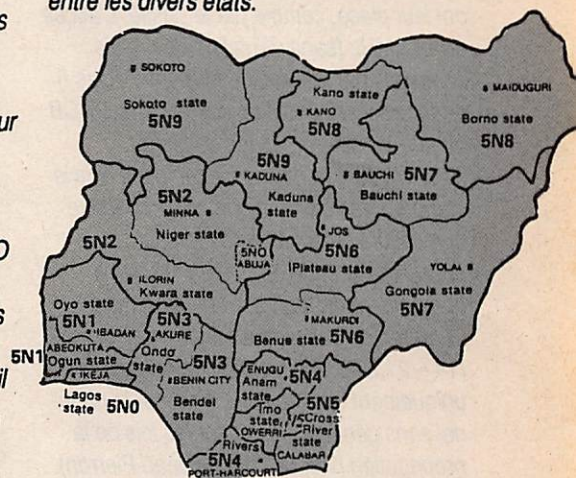 entre les divers états.
s
ur
O
s
il
SOKOTO
Sokoto state
5N9
Kano state
KANO
5N8
MAIDUGURI
Borno state
5N8
5N9
KADUNA
Kaduna
state
BAUCHI
5N7
Bauchi state
5N2
MINNA
Niger state
5NO
ABUJA
JOS
5N6
lPlateau state
YOLA
Gongola state
5N7
5N2
ILORIN
Kwara state
Oyo state
5N1
IBADAN
5N3
AKURE
Ondo
state
5N3
MAKURDI
Benue state 5N6
5N1
ABEOKUTA
Ogun state
IKEJA
Lagos
state 5N0
BENIN CITY
Bendel
state
ENUGU
Anam
state
5N4
5N5
Imo
state
OWERRI
Cross
River
state
CALABAR
Rivers
5N4
PORT-HARCOURT